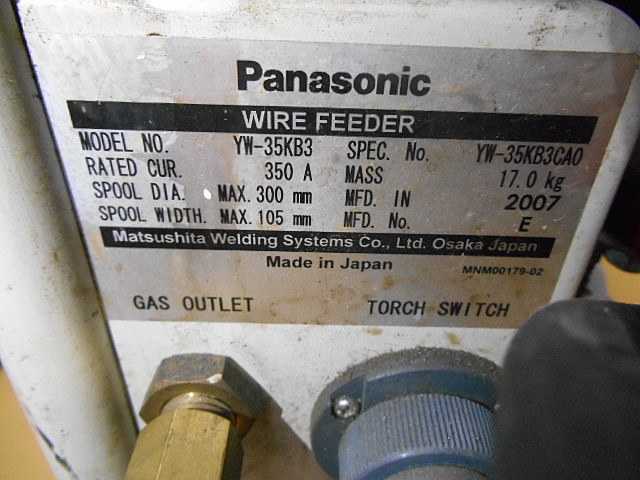 Panasonic
WIRE FEEDER
MODEL NO. YW-35KB3 SPEC. No. YW-35KB3CA0
RATED CUR. 350 A MASS 17.0 kg
SPOOL DIA. MAX. 300 mm MFD. IN 2007
SPOOL WIDTH. MAX. 105 mm MFD. No. E
Matsushita Welding Systems Co., Ltd. Osaka Japan
Made in Japan MNM00179-02
GAS OUTLET TORCH SWITCH